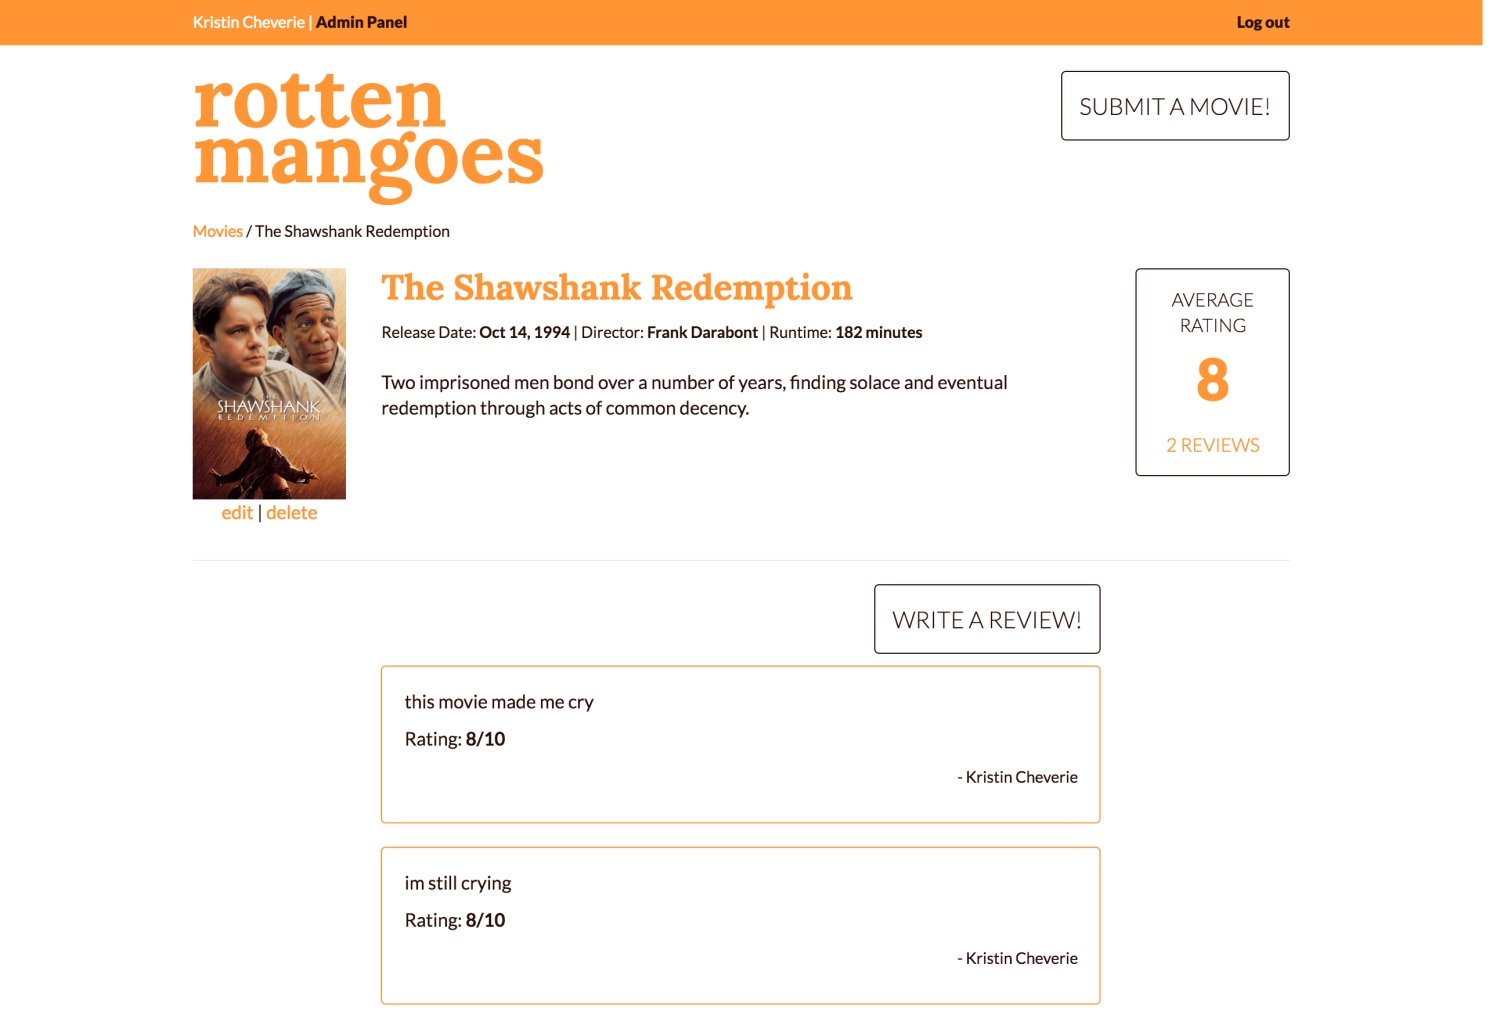 Kristin Cheverie | Admin Panel
Log out
rotten
mangoes
SUBMIT A MOVIE!
Movies / The Shawshank Redemption
THE
SHAWSHANK
REDEMPTION
edit | delete
The Shawshank Redemption
Release Date: Oct 14, 1994 | Director: Frank Darabont | Runtime: 182 minutes
Two imprisoned men bond over a number of years, finding solace and eventual
redemption through acts of common decency.
AVERAGE
RATING
8
2 REVIEWS
WRITE A REVIEW!
this movie made me cry
Rating: 8/10
- Kristin Cheverie
im still crying
Rating: 8/10
- Kristin Cheverie